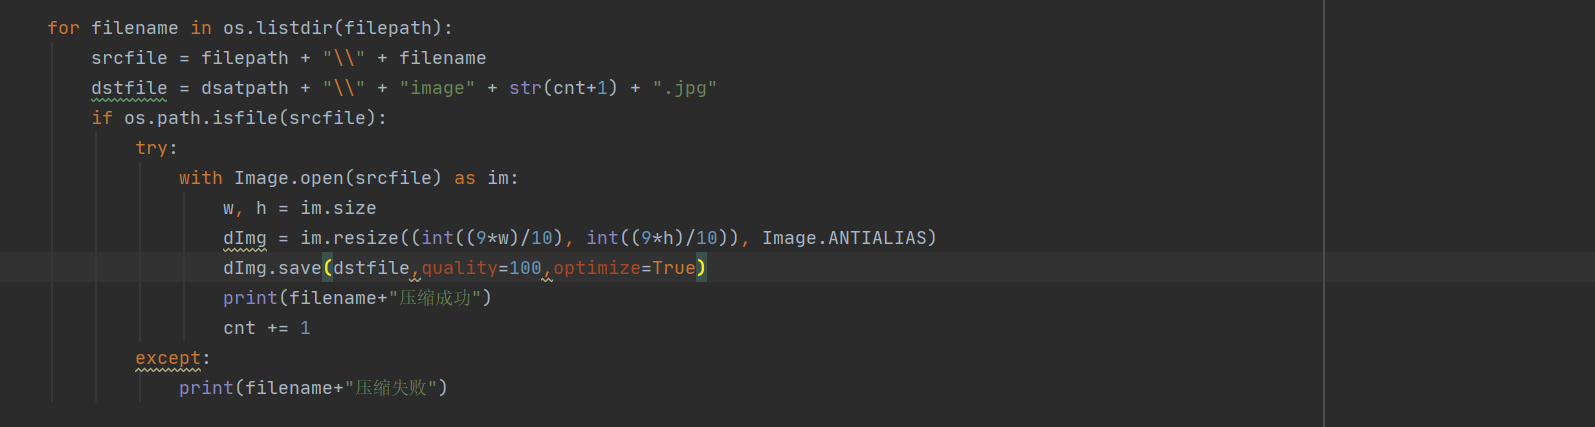 for filename in os.listdir(filepath):
srcfile = filepath + "\\" + filename
dstfile = dsatpath + "\\" + "image" + str(cnt+1) + ".jpg"
if os.path.isfile(srcfile):
try:
with Image.open(srcfile) as im:
w, h = im.size
dImg = im.resize((int((9*w)/10), int((9*h)/10)), Image.ANTIALIAS)
dImg.save(dstfile,quality=100,optimize=True)
print(filename+"压缩成功")
cnt += 1
except:
print(filename+"压缩失败")